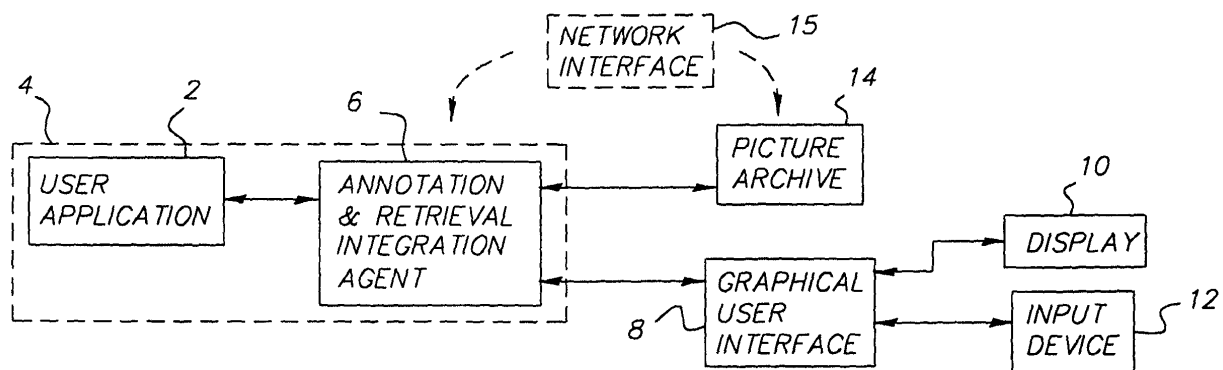 NETWORK
INTERFACE
15
4
2
6
14
USER
APPLICATION
ANNOTATION
& RETRIEVAL
INTEGRATION
AGENT
PICTURE
ARCHIVE
10
DISPLAY
GRAPHICAL
USER
INTERFACE
8
12
INPUT
DEVICE